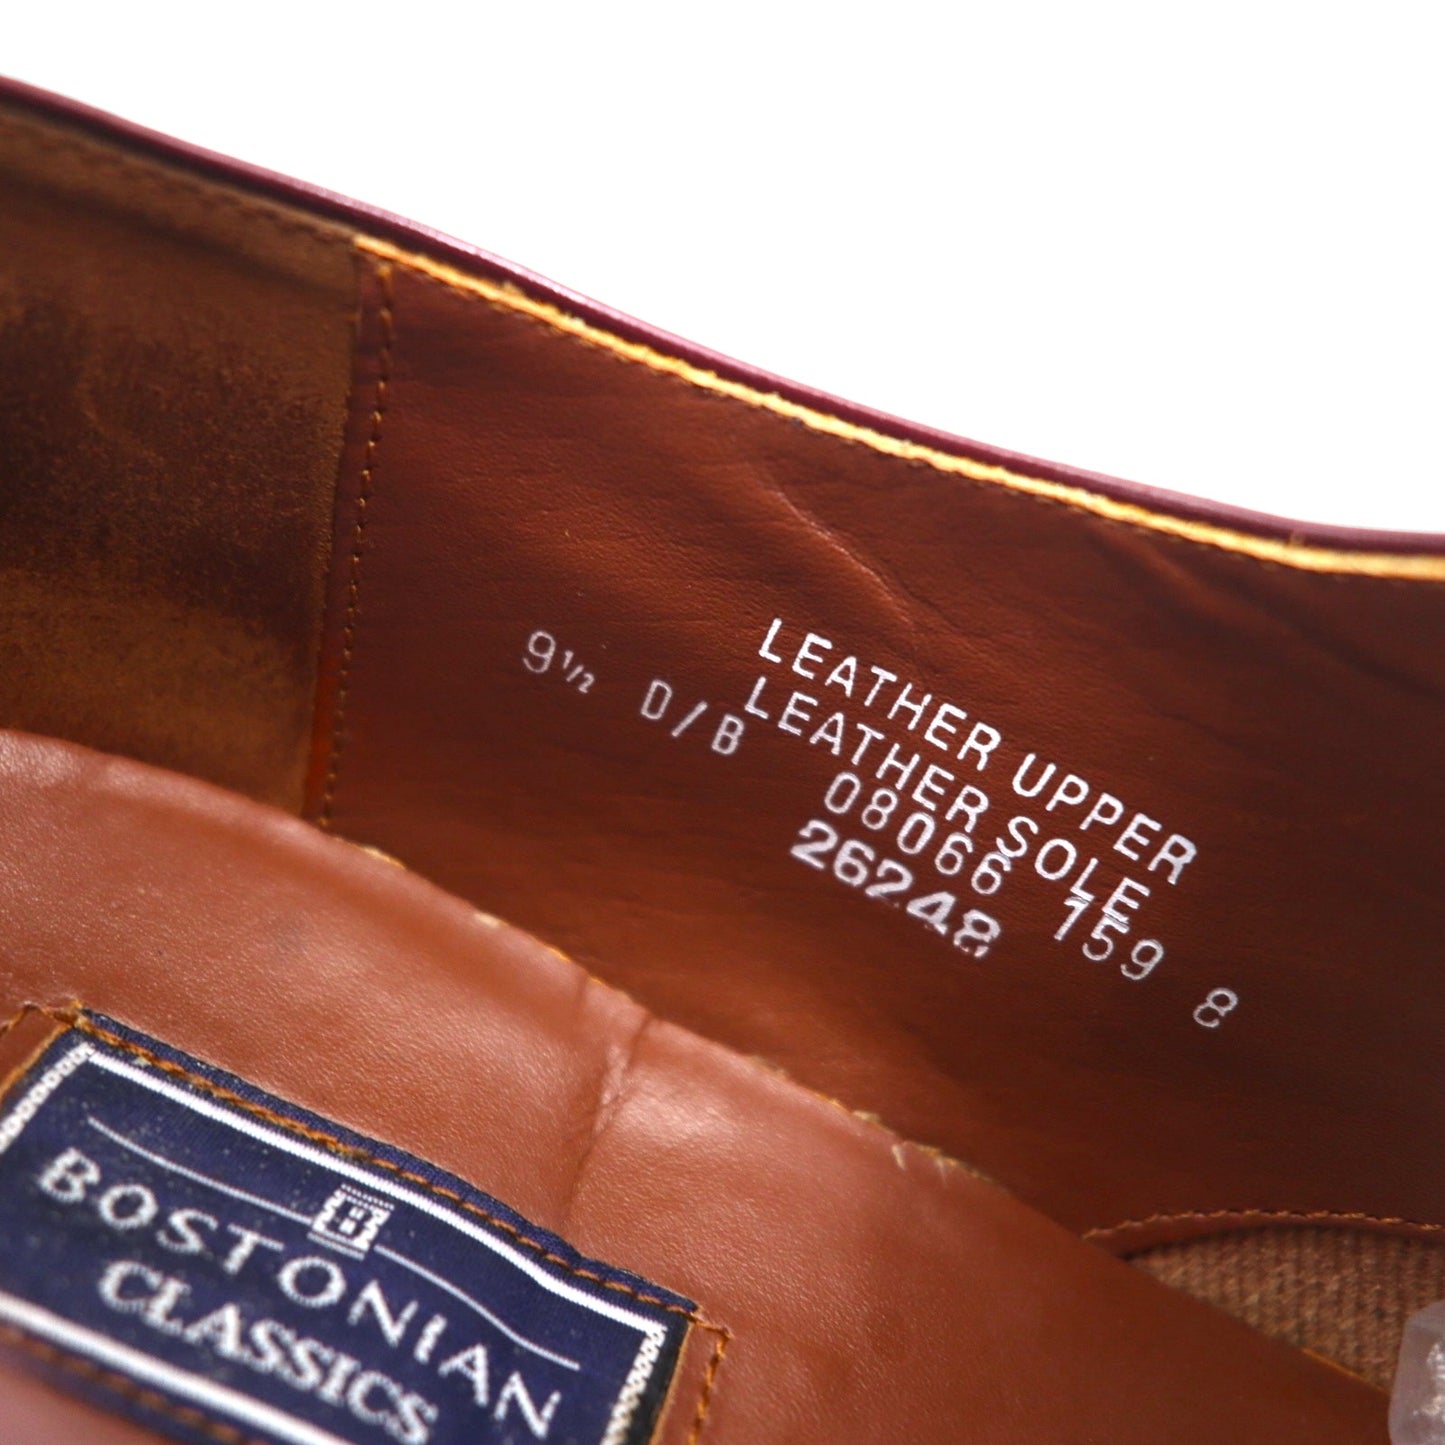 LEATHER UPPER
LEATHER SOLE
9½ D/B 08066 159 8
26248
BOSTONIAN
CLASSICS